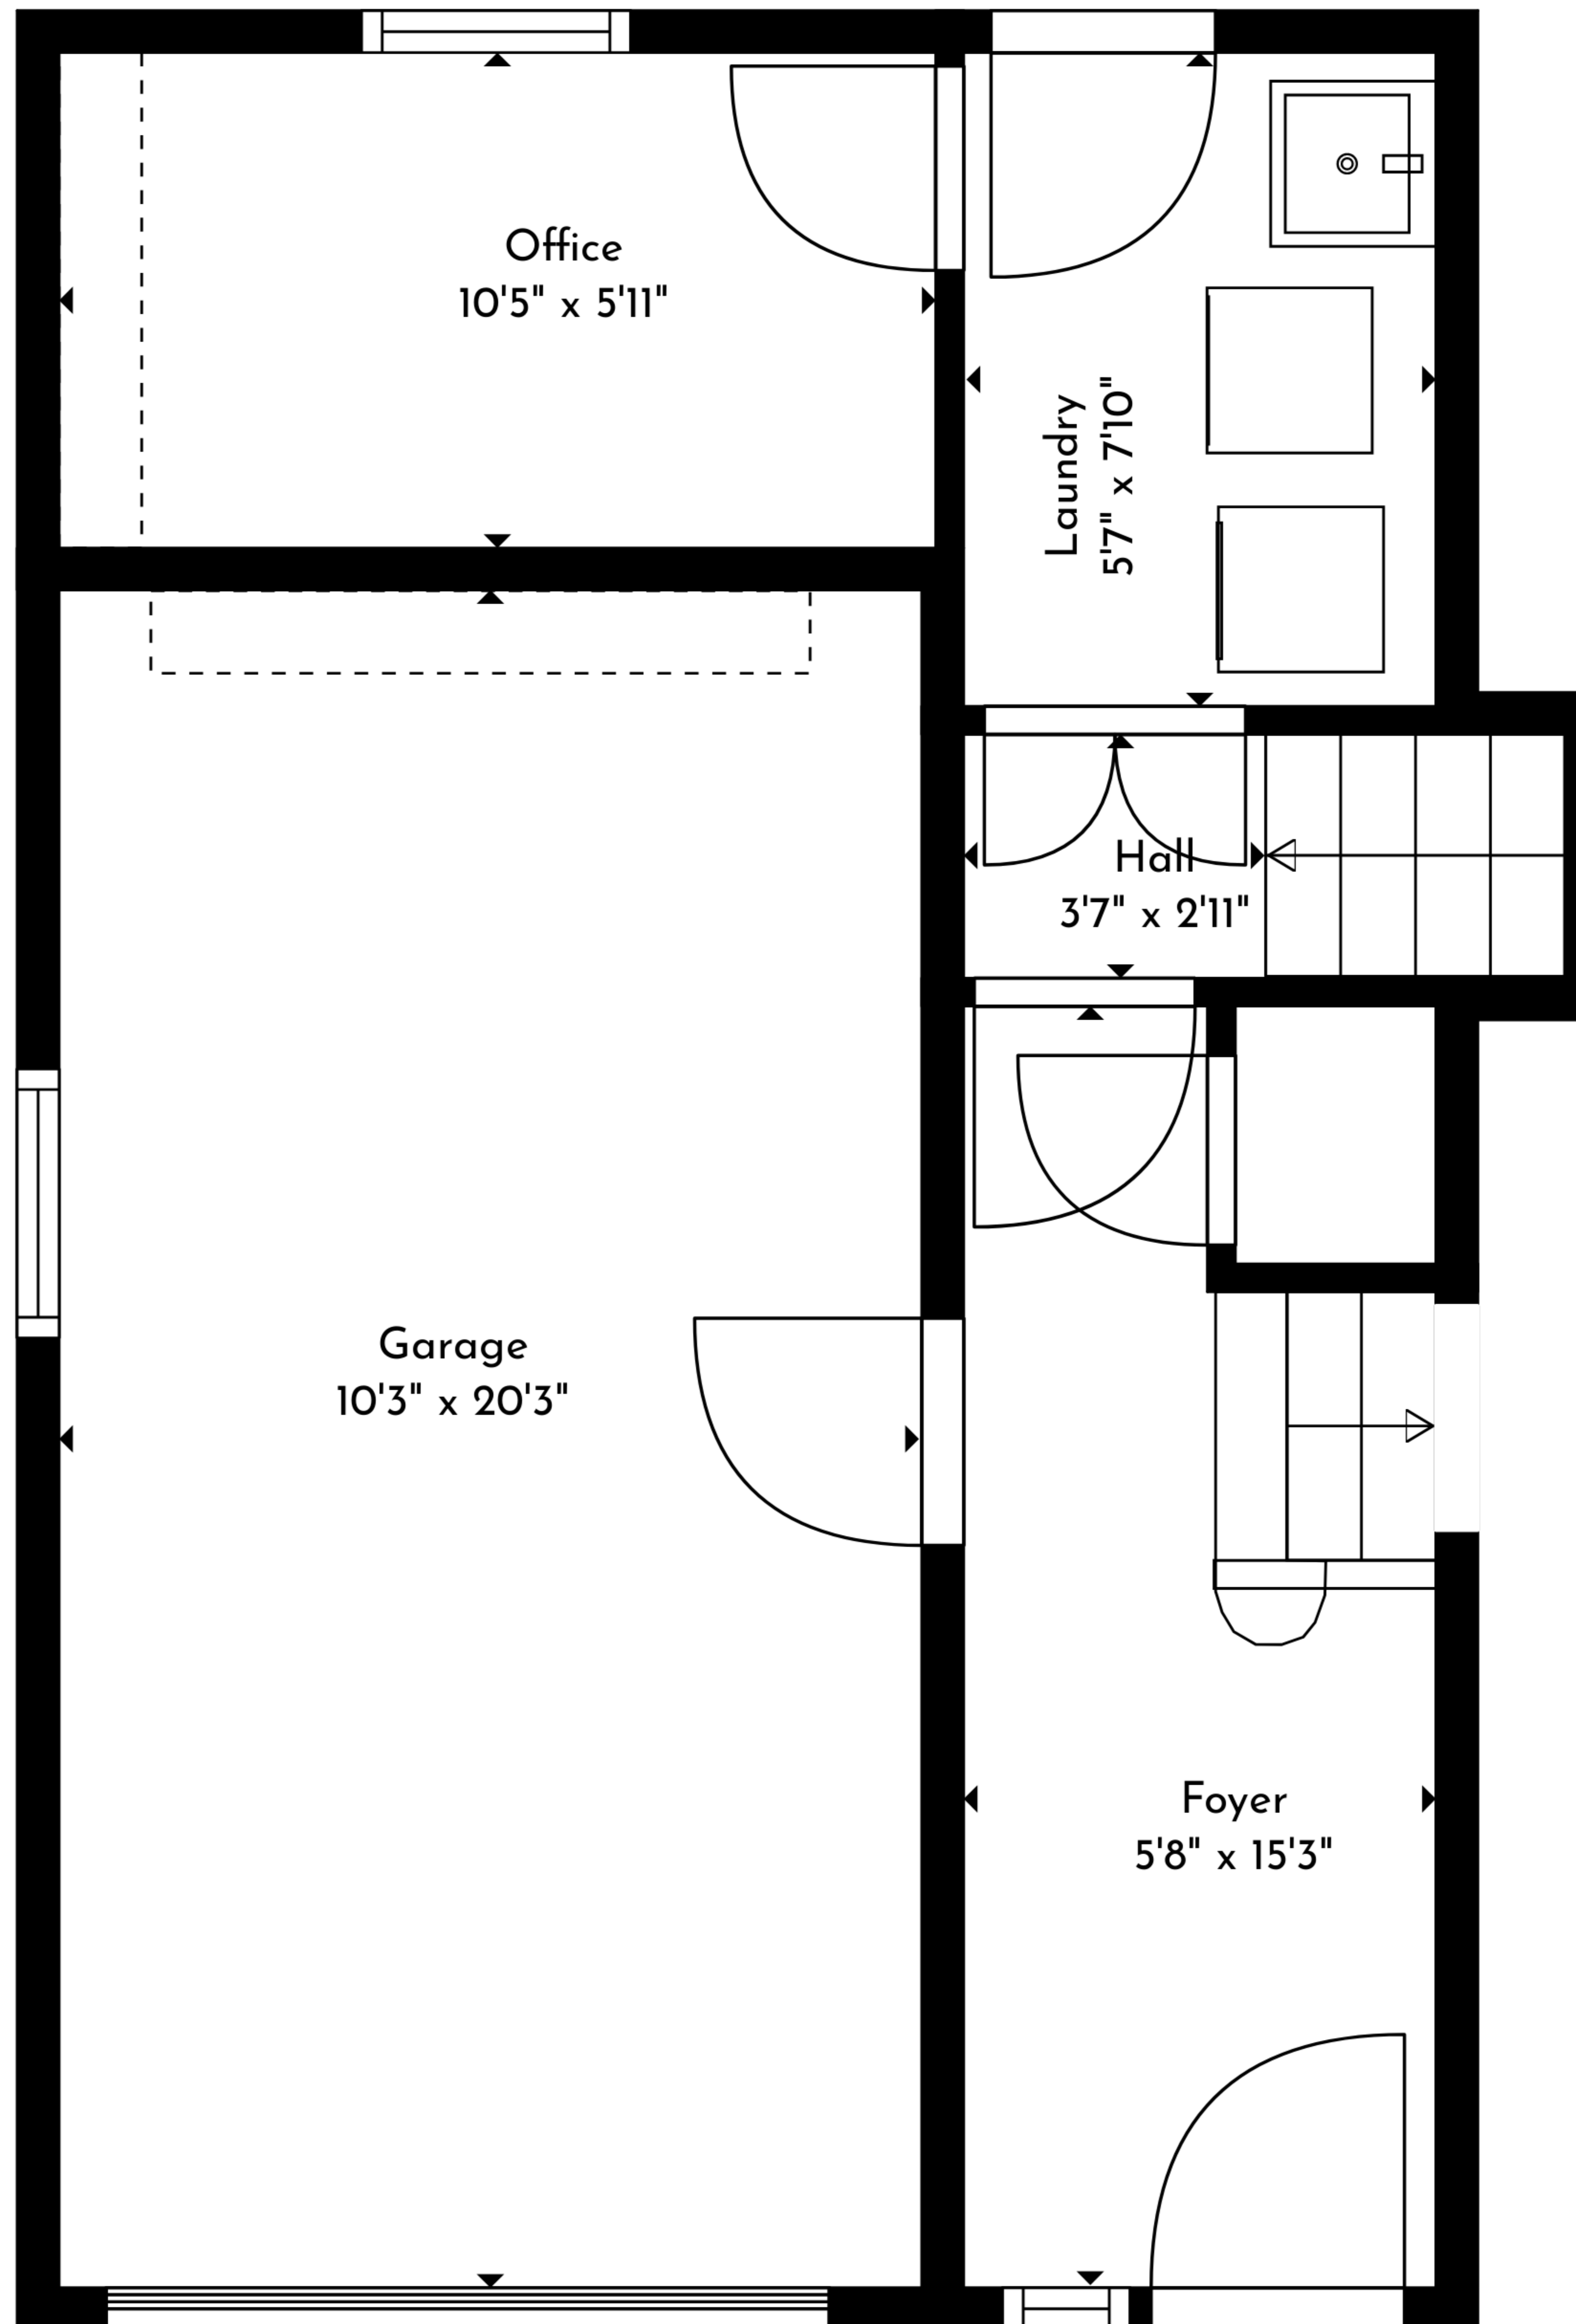 Office
10'5" x 5'11"
Laundry
5'7" x 7'10"
Hall
3'7" x 2'11"
Garage
10'3" x 20'3"
Foyer
5'8" x 15'3"